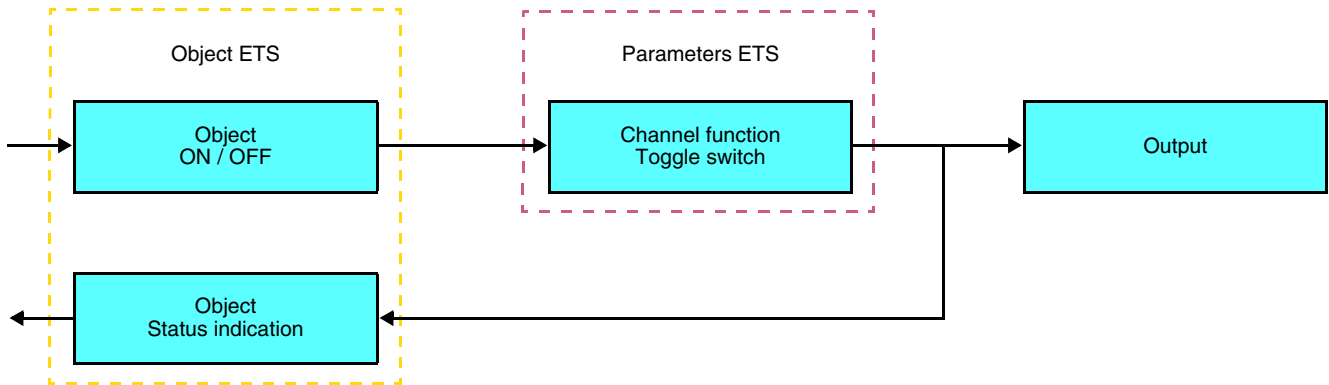 Object ETS
Parameters ETS
Object
ON / OFF
Channel function
Toggle switch
Output
Object
Status indication